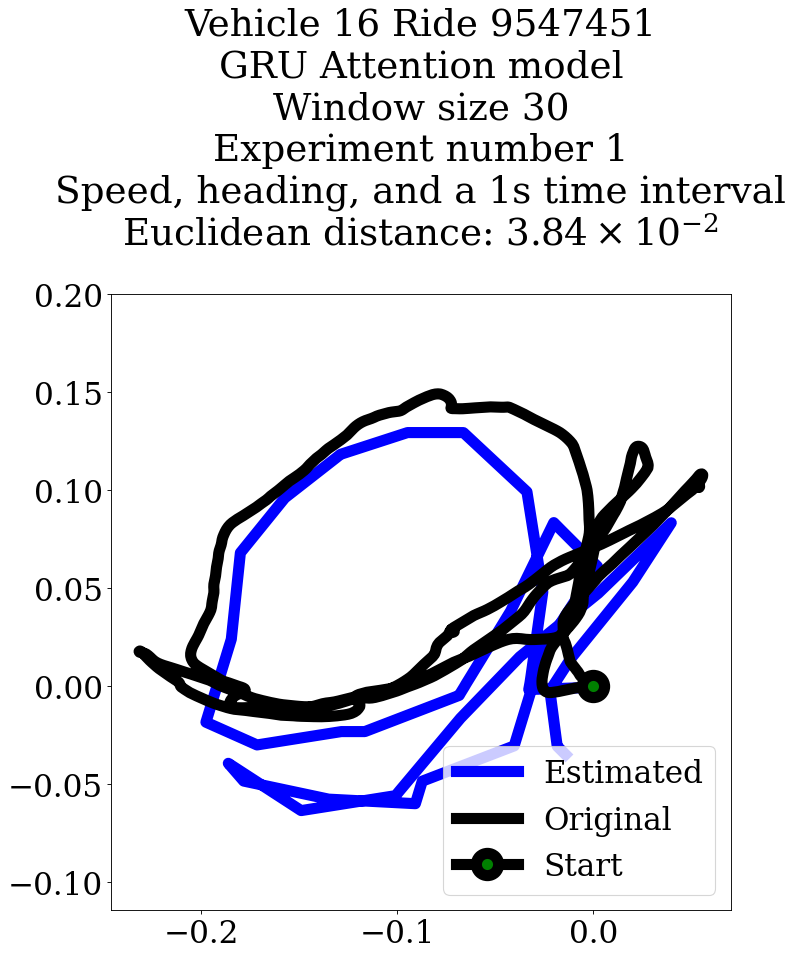 Vehicle 16 Ride 9547451
GRU Attention model
Window size 30
Experiment number 1
Speed, heading, and a 1s time interval
Euclidean distance: 3.84 × 10⁻²
0.20
0.15
0.10
0.05
0.00
−0.05
−0.10
−0.2 −0.1 0.0
Estimated
Original
Start